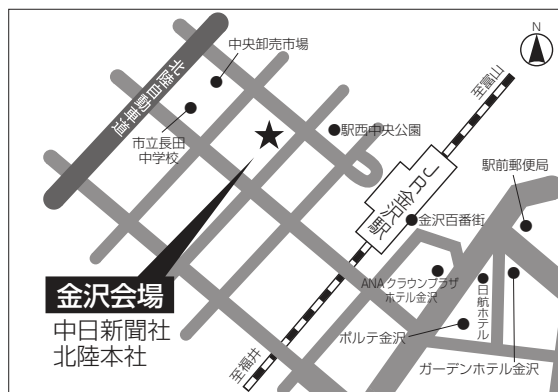 N
中央卸売市場
至富山
北陸自動車道
駅西中央公園
市立長田
中学校
駅前郵便局
JR金沢駅
金沢百番街
ANAクラウンプラザ
ホテル金沢
日航ホテル
金沢会場
中日新聞社
北陸本社
ポルテ金沢
至福井
ガーデンホテル金沢